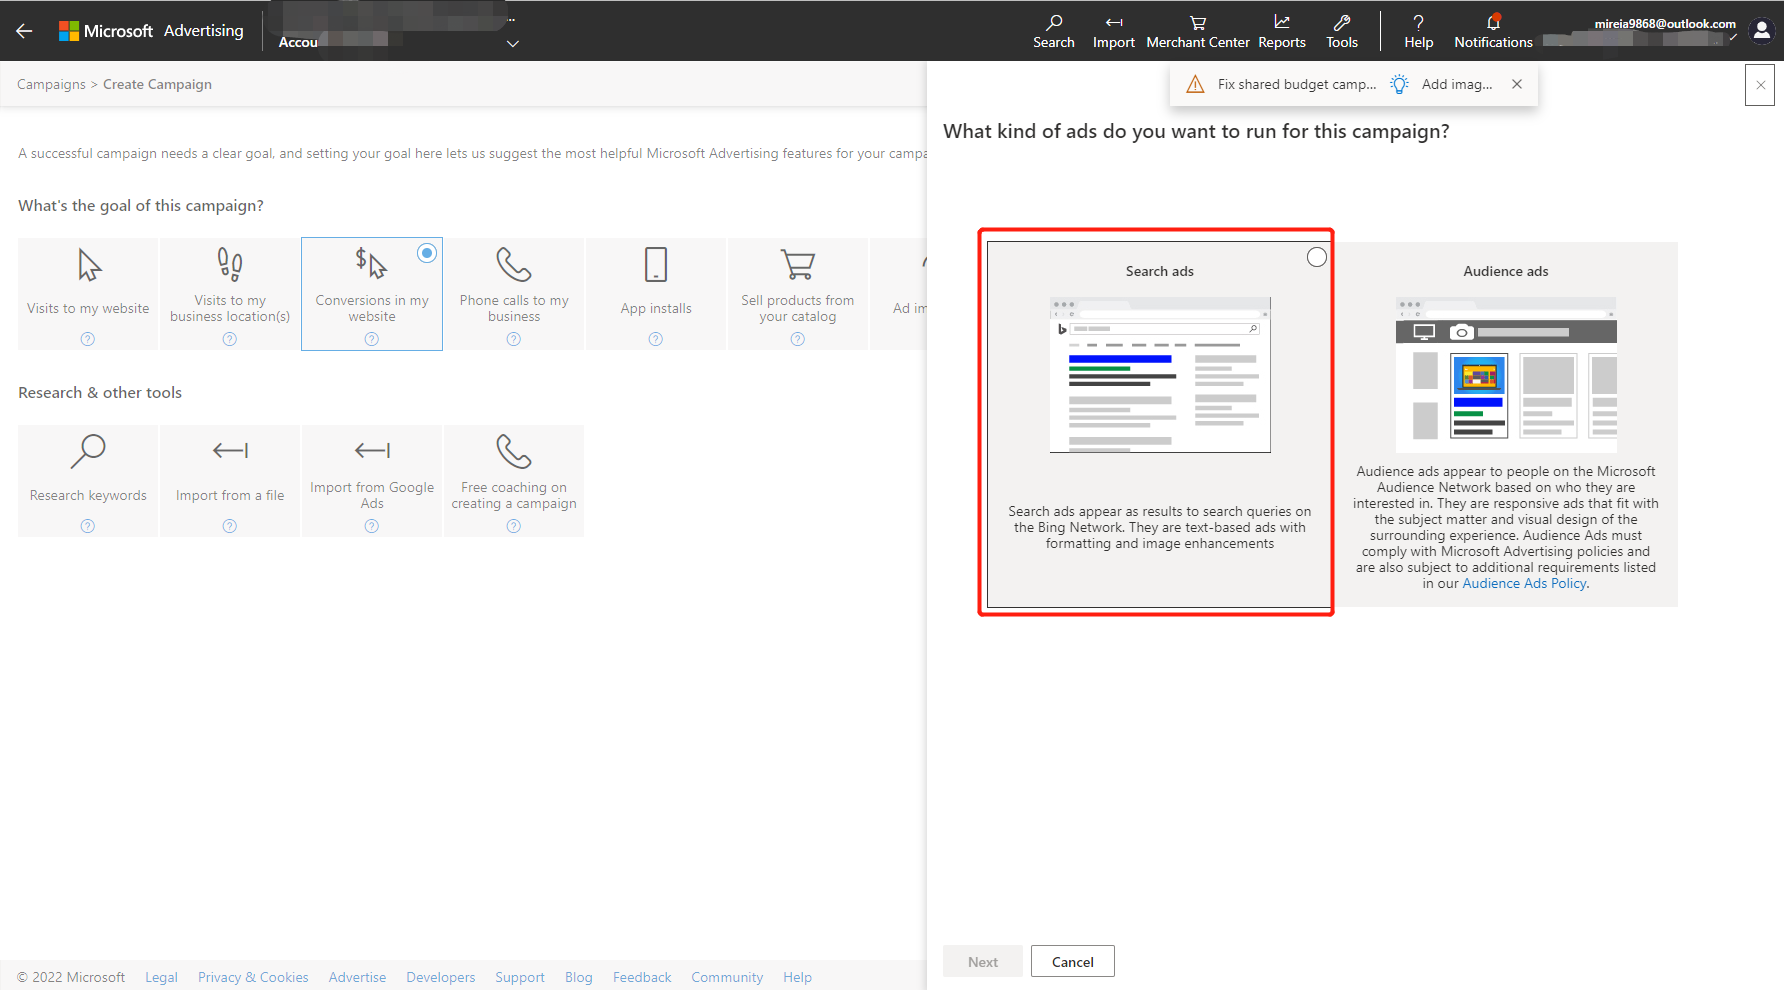 Microsoft Advertising
...
Accou
Search
Import
Merchant Center
Reports
Tools
Help
Notifications
mireia9868@outlook.com
Campaigns > Create Campaign
Fix shared budget camp...
Add imag...
What kind of ads do you want to run for this campaign?
A successful campaign needs a clear goal, and setting your goal here lets us suggest the most helpful Microsoft Advertising features for your campa
What's the goal of this campaign?
Visits to my website
Visits to my
business location(s)
Conversions in my
website
Phone calls to my
business
App installs
Sell products from
your catalog
Ad im
Research & other tools
Research keywords
Import from a file
Import from Google
Ads
Free coaching on
creating a campaign
Search ads
Search ads appear as results to search queries on
the Bing Network. They are text-based ads with
formatting and image enhancements
Audience ads
Audience ads appear to people on the Microsoft
Audience Network based on who they are
interested in. They are responsive ads that fit with
the subject matter and visual design of the
surrounding experience. Audience Ads must
comply with Microsoft Advertising policies and
are also subject to additional requirements listed
in our Audience Ads Policy.
Next
Cancel
© 2022 Microsoft
Legal
Privacy & Cookies
Advertise
Developers
Support
Blog
Feedback
Community
Help